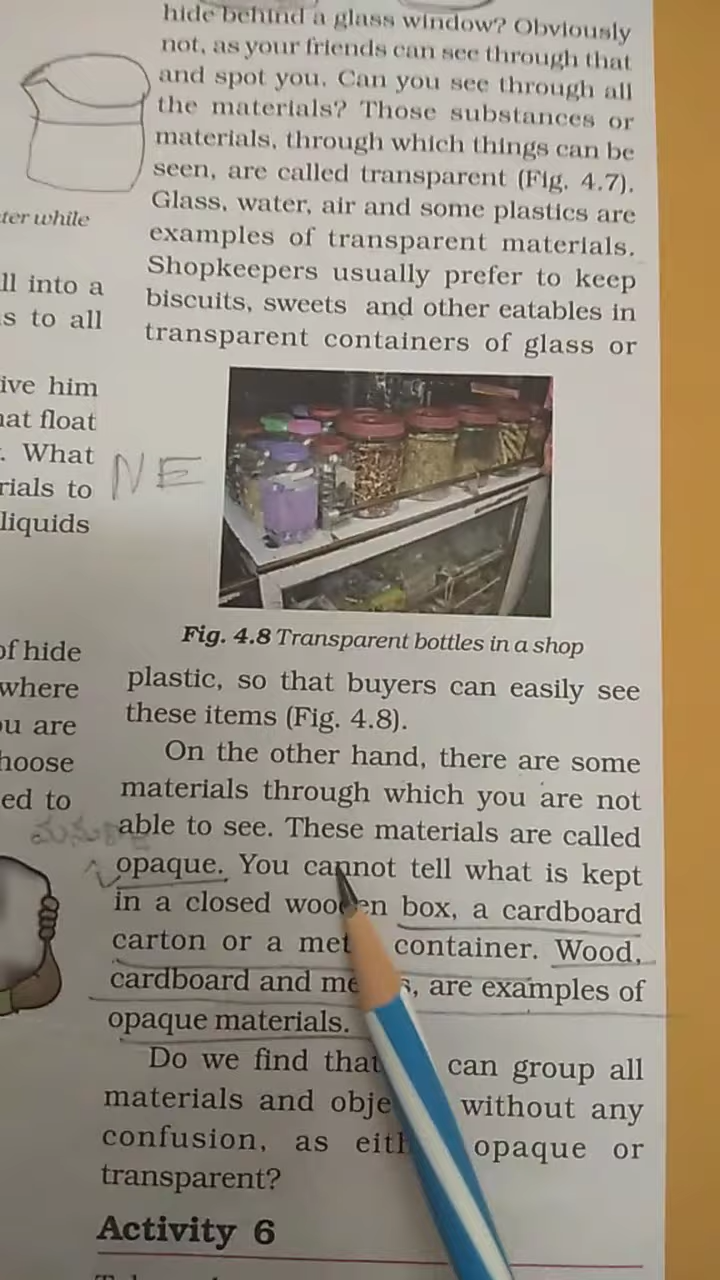 hide behind a glass window? Obviously
not, as your friends can see through that
and spot you. Can you see through all
the materials? Those substances or
materials, through which things can be
seen, are called transparent (Fig. 4.7).
Glass, water, air and some plastics are
examples of transparent materials.
Shopkeepers usually prefer to keep
biscuits, sweets and other eatables in
transparent containers of glass or
ter while
ll into a
s to all
ive him
hat float
. What
rials to
liquids
NE
Fig. 4.8 Transparent bottles in a shop
of hide
where
ou are
hoose
ed to
plastic, so that buyers can easily see
these items (Fig. 4.8).
On the other hand, there are some
materials through which you are not
able to see. These materials are called
opaque. You cannot tell what is kept
in a closed wooden box, a cardboard
carton or a met container. Wood,
cardboard and me s, are examples of
opaque materials.
Do we find that can group all
materials and obje without any
confusion, as eith opaque or
transparent?
Activity 6